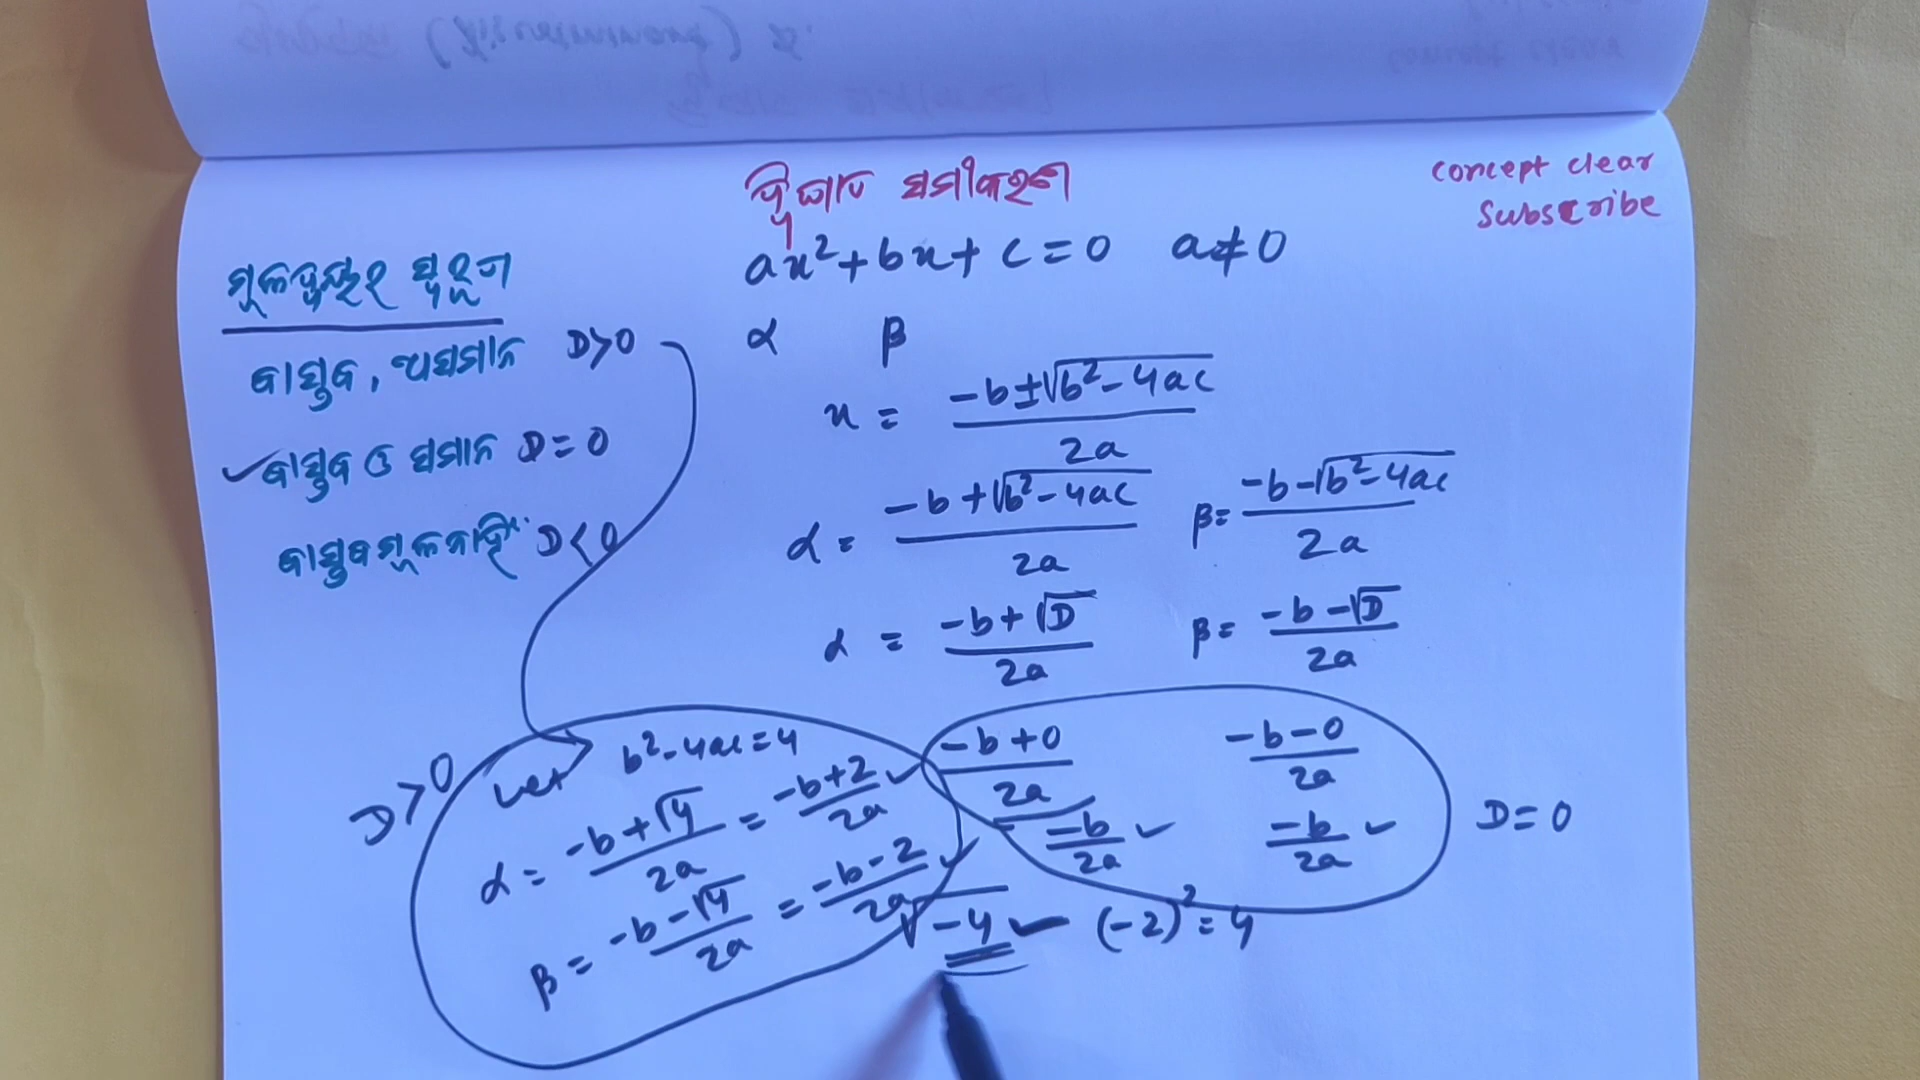 ଦ୍ଵିଘାତ ସମୀକରଣ
concept clear
Subscribe
ax²+bx+c=0 a≠0
ମୂଳଦ୍ୱୟର ସ୍ୱରୂପ
ବାସ୍ତବ, ଅସମାନ D>0
ବାସ୍ତବ ଓ ସମାନ D=0
ବାସ୍ତବ ମୂଳ ନାହିଁ D<0
α β
x = (-b±√(b²-4ac))/2a
α = (-b+√(b²-4ac))/2a β= (-b-√(b²-4ac))/2a
α = (-b+√D)/2a β= (-b-√D)/2a
D>0
Let b²-4ac=4
α= (-b+√4)/2a = (-b+2)/2a ✓
β= (-b-√4)/2a = (-b-2)/2a ✓
(-b+0)/2a (-b-0)/2a
-b/2a ✓ -b/2a ✓ D=0
√-4 ✓ (-2)²=4